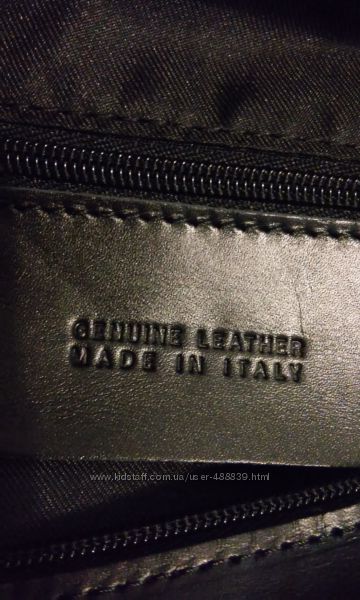 GENUINE LEATHER
MADE IN ITALY
www.kidstaff.com.ua/user-488839.html